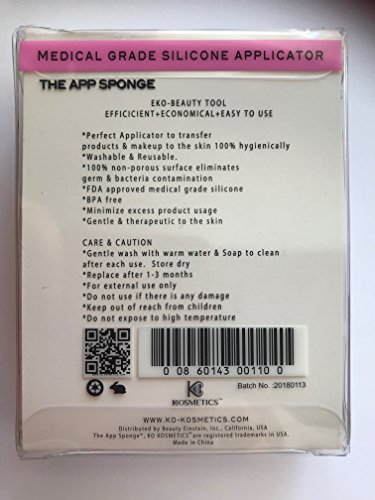 MEDICAL GRADE SILICONE APPLICATOR
THE APP SPONGE
EKO-BEAUTY TOOL
EFFICICIENT+ECONOMICAL+EASY TO USE
*Perfect Applicator to transfer
products & makeup to the skin 100% hygienically
*Washable & Reusable.
*100% non-porous surface eliminates
germ & bacteria contamination
*FDA approved medical grade silicone
*BPA free
*Minimize excess product usage
*Gentle & therapeutic to the skin
CARE & CAUTION
*Gentle wash with warm water & Soap to clean
after each use. Store dry
*Replace after 1-3 months
*For external use only
*Do not use if there is any damage
*Keep out of reach from children
*Do not expose to high temperature
0 08 60143 00110 0
KG
KOSMETICS™
Batch No. :20180113
WWW.KO-KOSMETICS.COM
Distributed by Beauty Einstein, Inc., California, USA
The App Sponge™, KO KOSMETICS™are registered trademarks in USA.
Made in China